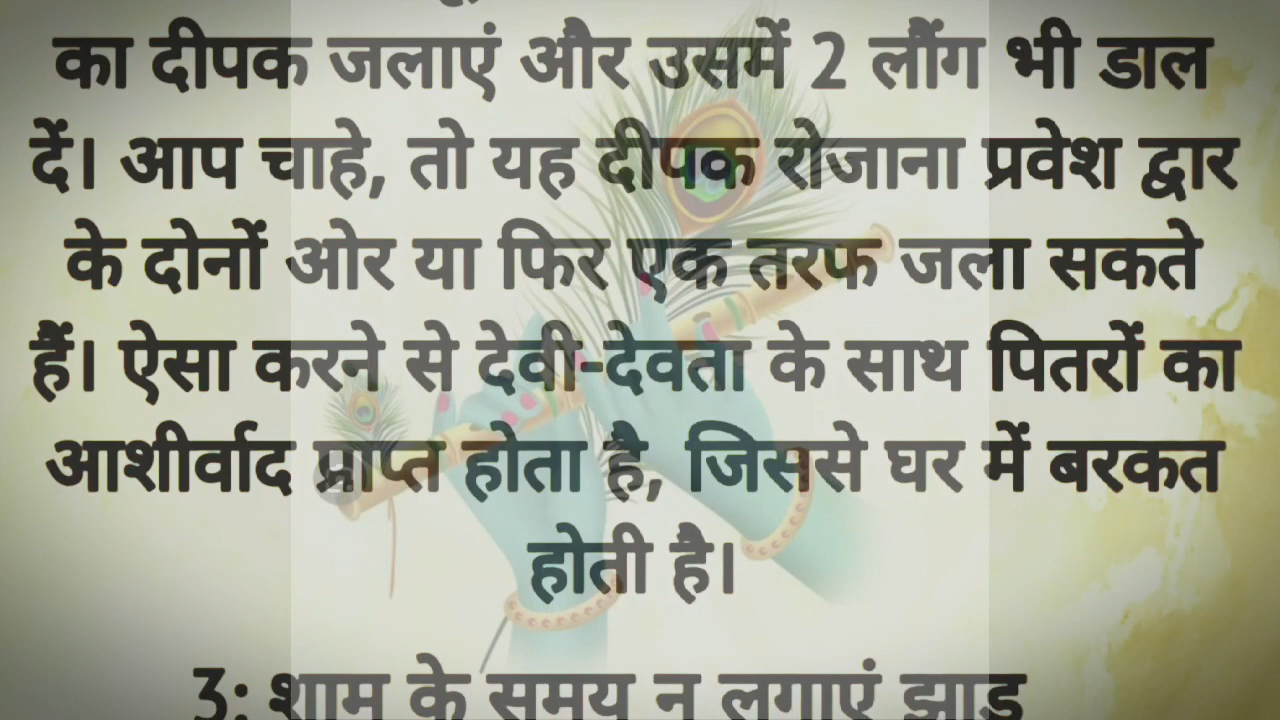 का दीपक जलाएं और उसमें 2 लौंग भी डाल
दें। आप चाहे, तो यह दीपक रोजाना प्रवेश द्वार
के दोनों ओर या फिर एक तरफ जला सकते
हैं। ऐसा करने से देवी-देवता के साथ पितरों का
आशीर्वाद प्राप्त होता है, जिससे घर में बरकत
होती है।
3: शाम के समय न लगाएं झाड़ू